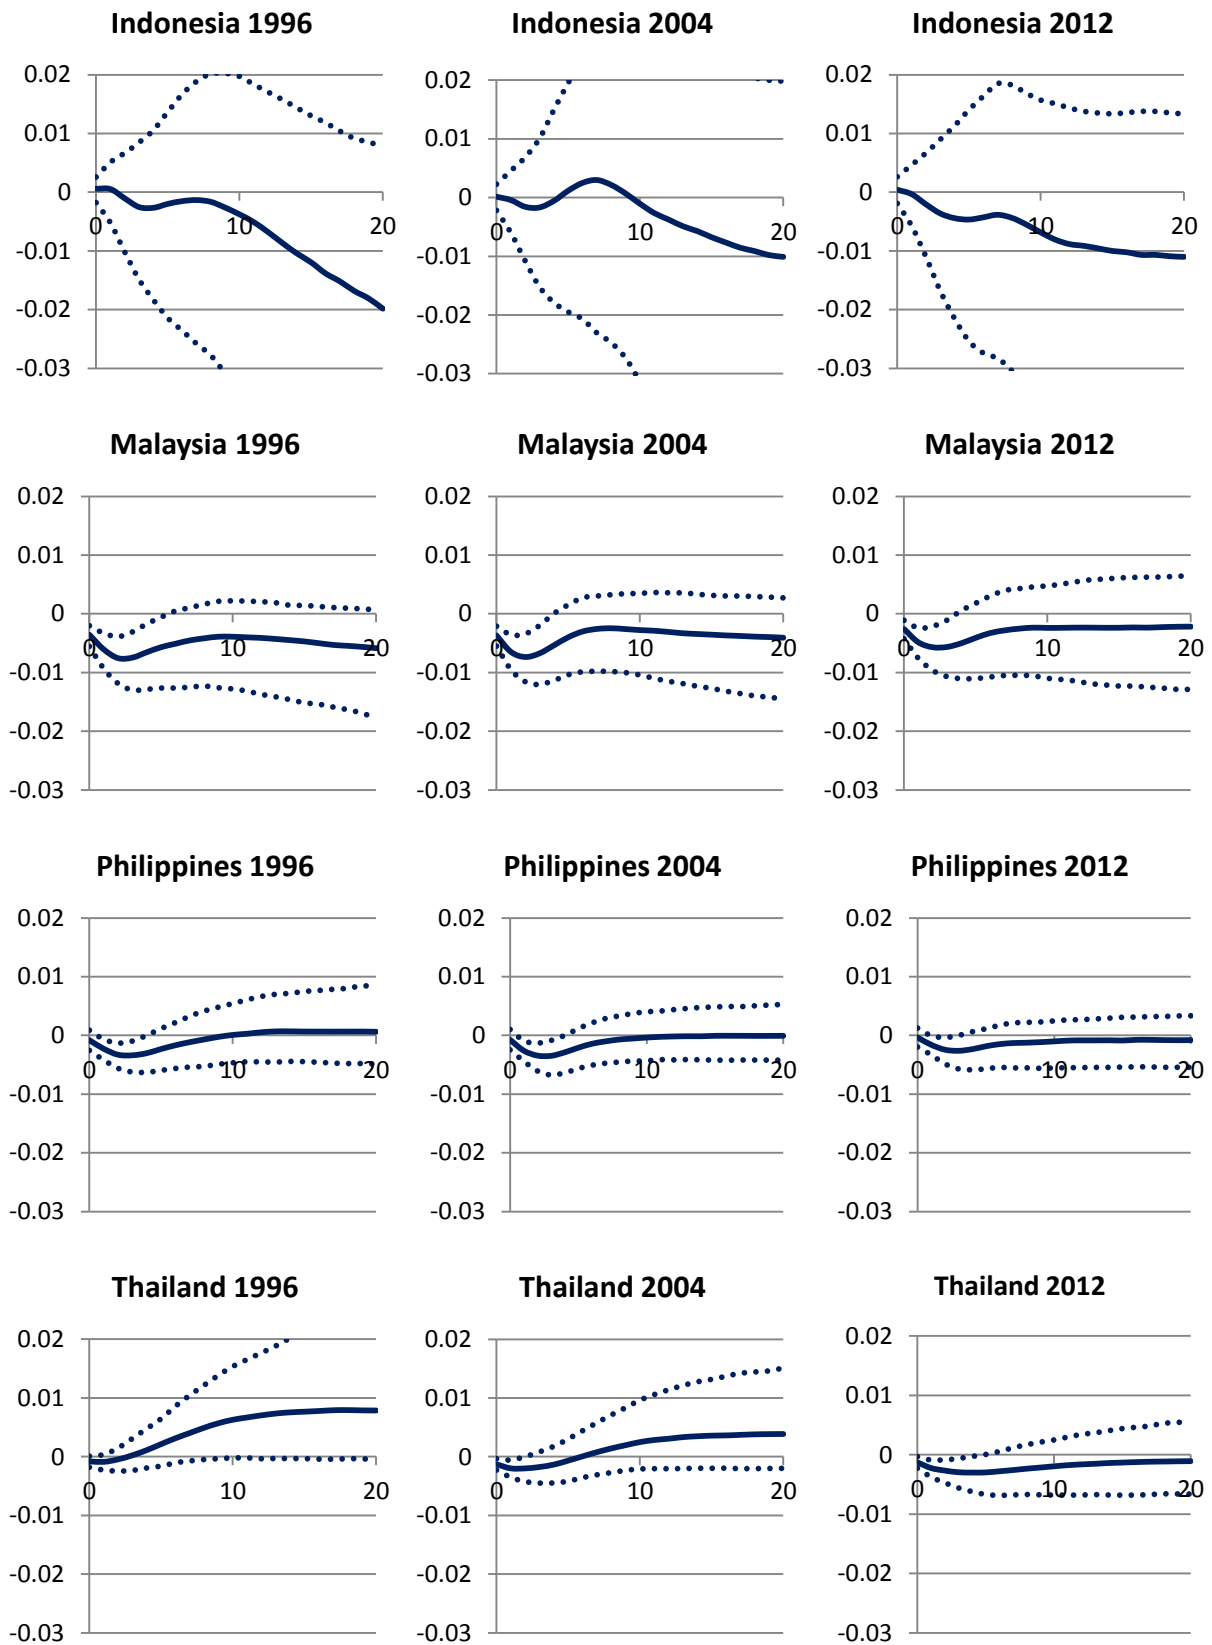 Indonesia 1996 Indonesia 2004 Indonesia 2012
0.02 0.02 0.02
0.01 0.01 0.01
0 0 0
0 10 20 0 10 20 0 10 20
-0.01 -0.01 -0.01
-0.02 -0.02 -0.02
-0.03 -0.03 -0.03
Malaysia 1996 Malaysia 2004 Malaysia 2012
0.02 0.02 0.02
0.01 0.01 0.01
0 0 0
0 10 20 0 10 20 0 10 20
-0.01 -0.01 -0.01
-0.02 -0.02 -0.02
-0.03 -0.03 -0.03
Philippines 1996 Philippines 2004 Philippines 2012
0.02 0.02 0.02
0.01 0.01 0.01
0 0 0
0 10 20 0 10 20 0 10 20
-0.01 -0.01 -0.01
-0.02 -0.02 -0.02
-0.03 -0.03 -0.03
Thailand 1996 Thailand 2004 Thailand 2012
0.02 0.02 0.02
0.01 0.01 0.01
0 0 0
0 10 20 0 10 20 0 10 20
-0.01 -0.01 -0.01
-0.02 -0.02 -0.02
-0.03 -0.03 -0.03